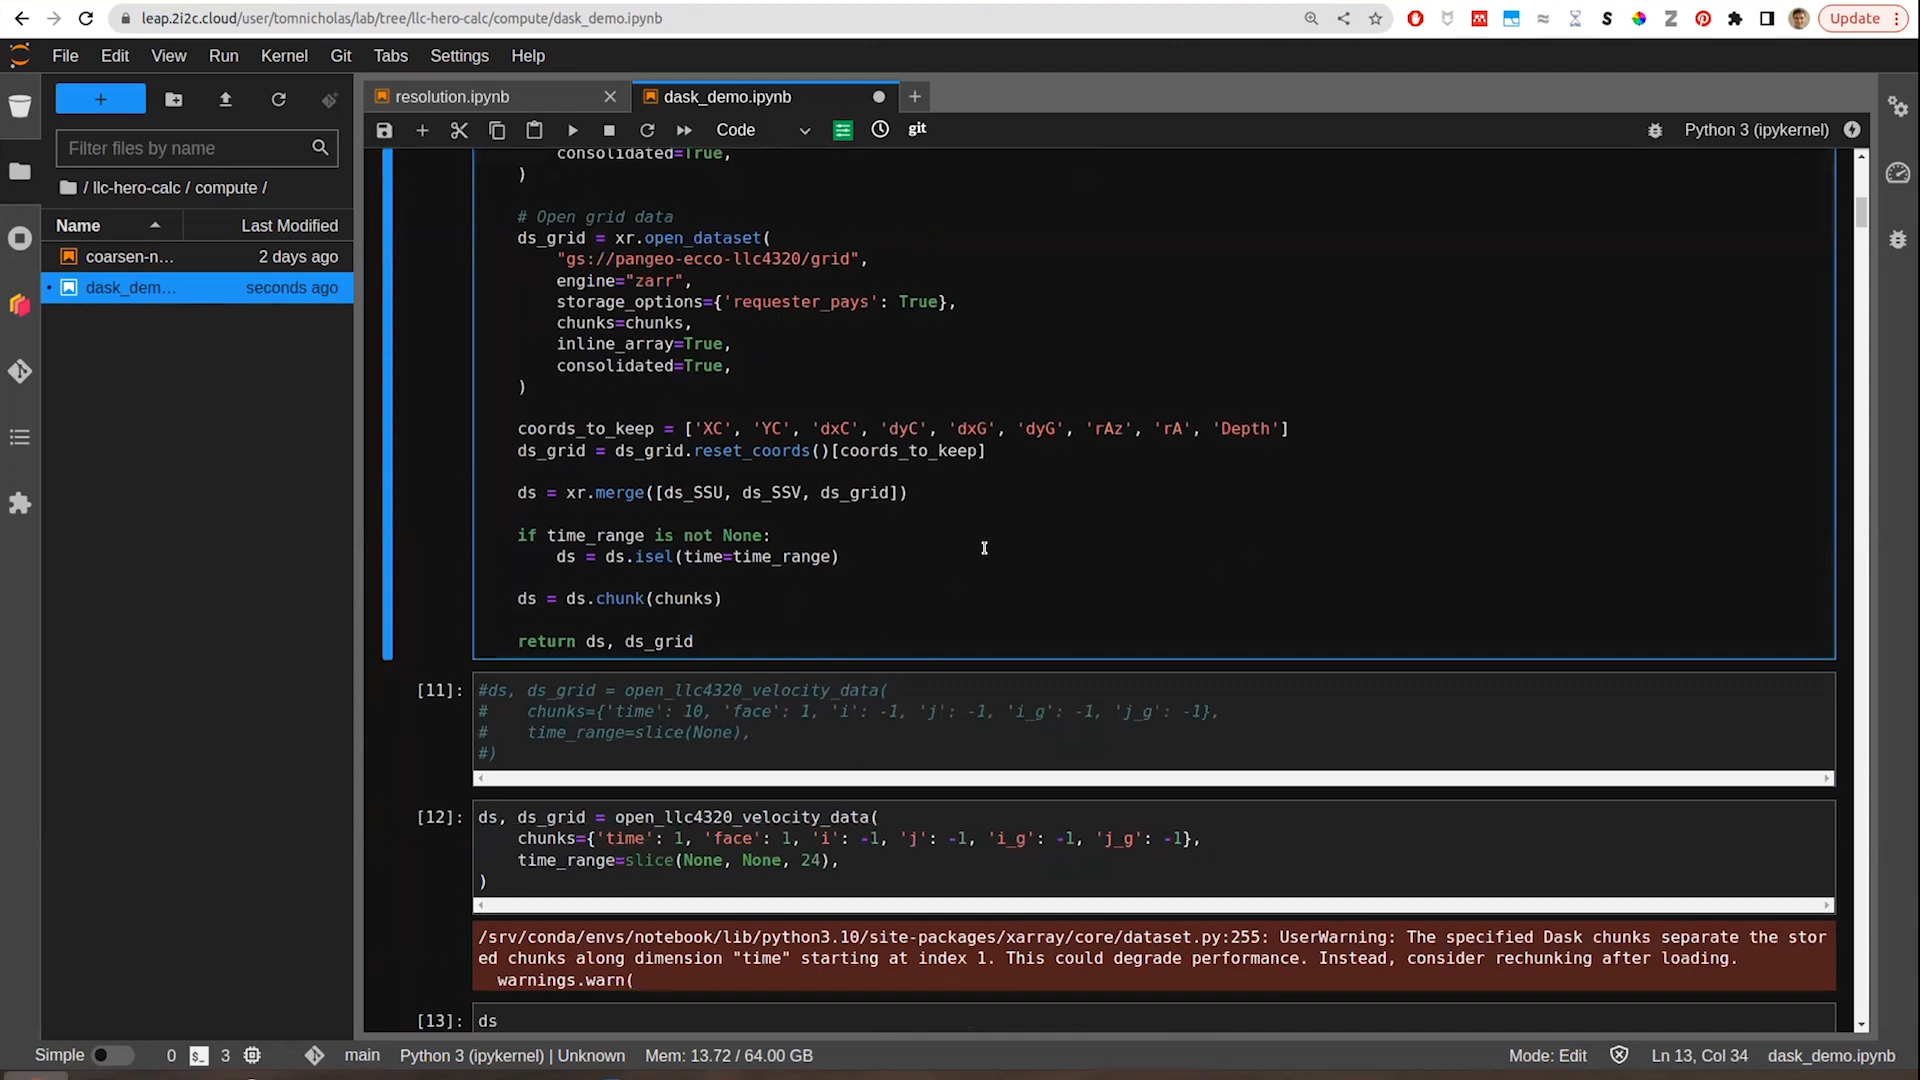 leap.2i2c.cloud/user/tomnicholas/lab/tree/llc-hero-calc/compute/dask_demo.ipynb
Update
File Edit View Run Kernel Git Tabs Settings Help
resolution.ipynb
dask_demo.ipynb
Code
git
Python 3 (ipykernel)
Filter files by name
/ llc-hero-calc / compute /
Name Last Modified
coarsen-n... 2 days ago
dask_dem... seconds ago
consolidated=True,
)
# Open grid data
ds_grid = xr.open_dataset(
"gs://pangeo-ecco-llc4320/grid",
engine="zarr",
storage_options={'requester_pays': True},
chunks=chunks,
inline_array=True,
consolidated=True,
)
coords_to_keep = ['XC', 'YC', 'dxC', 'dyC', 'dxG', 'dyG', 'rAz', 'rA', 'Depth']
ds_grid = ds_grid.reset_coords()[coords_to_keep]
ds = xr.merge([ds_SSU, ds_SSV, ds_grid])
if time_range is not None:
ds = ds.isel(time=time_range)
ds = ds.chunk(chunks)
return ds, ds_grid
[11]: #ds, ds_grid = open_llc4320_velocity_data(
# chunks={'time': 10, 'face': 1, 'i': -1, 'j': -1, 'i_g': -1, 'j_g': -1},
# time_range=slice(None),
#)
[12]: ds, ds_grid = open_llc4320_velocity_data(
chunks={'time': 1, 'face': 1, 'i': -1, 'j': -1, 'i_g': -1, 'j_g': -1},
time_range=slice(None, None, 24),
)
/srv/conda/envs/notebook/lib/python3.10/site-packages/xarray/core/dataset.py:255: UserWarning: The specified Dask chunks separate the stor
ed chunks along dimension "time" starting at index 1. This could degrade performance. Instead, consider rechunking after loading.
warnings.warn(
[13]: ds
Simple 0 3 main Python 3 (ipykernel) | Unknown Mem: 13.72 / 64.00 GB Mode: Edit Ln 13, Col 34 dask_demo.ipynb